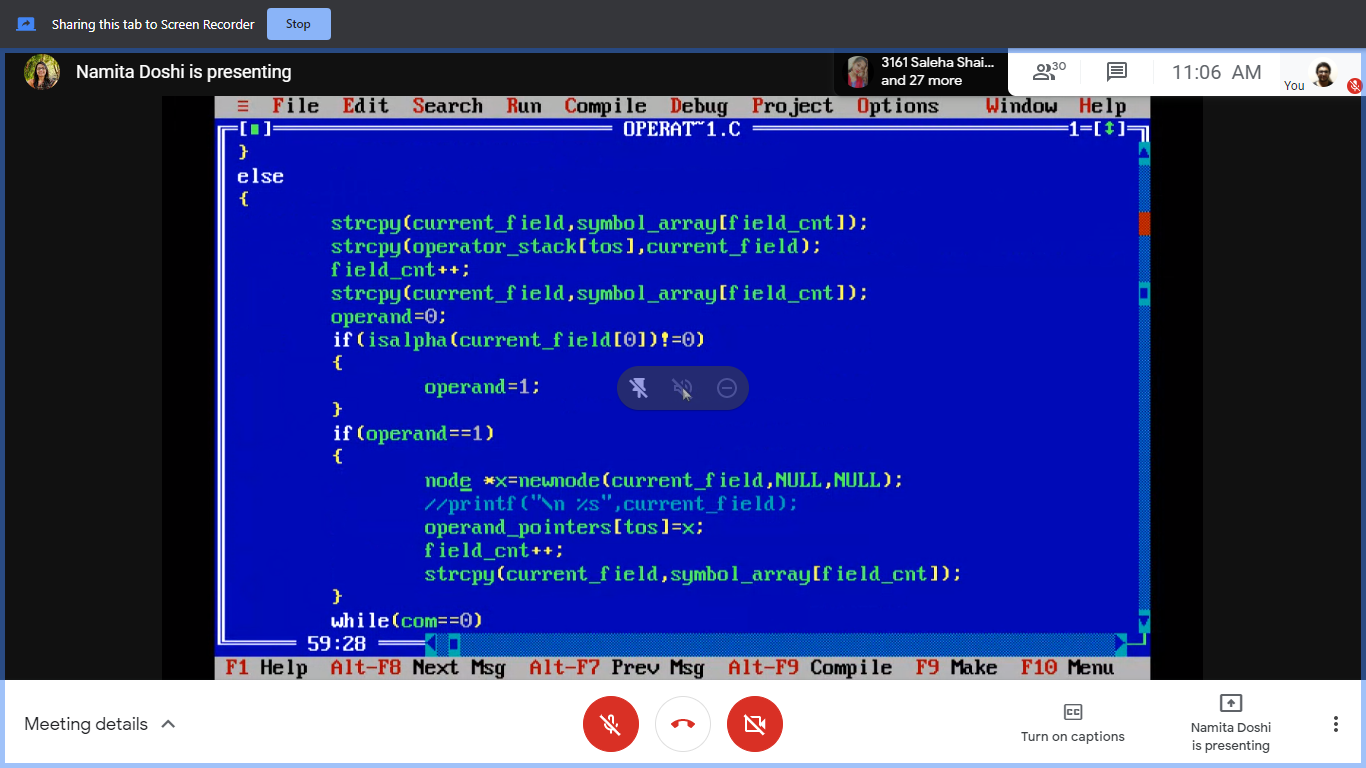 Sharing this tab to Screen Recorder
Stop
Namita Doshi is presenting
3161 Saleha Shai...
and 27 more
30
11:06 AM
You
≡ File Edit Search Run Compile Debug Project Options Window Help
[■] OPERAT~1.C 1=[↕]
}
else
{
strcpy(current_field,symbol_array[field_cnt]);
strcpy(operator_stack[tos],current_field);
field_cnt++;
strcpy(current_field,symbol_array[field_cnt]);
operand=0;
if(isalpha(current_field[0])!=0)
{
operand=1;
}
if(operand==1)
{
node *x=newnode(current_field,NULL,NULL);
//printf("\n %s",current_field);
operand_pointers[tos]=x;
field_cnt++;
strcpy(current_field,symbol_array[field_cnt]);
}
while(com==0)
59:28
F1 Help Alt-F8 Next Msg Alt-F7 Prev Msg Alt-F9 Compile F9 Make F10 Menu
Meeting details
CC
Turn on captions
Namita Doshi
is presenting